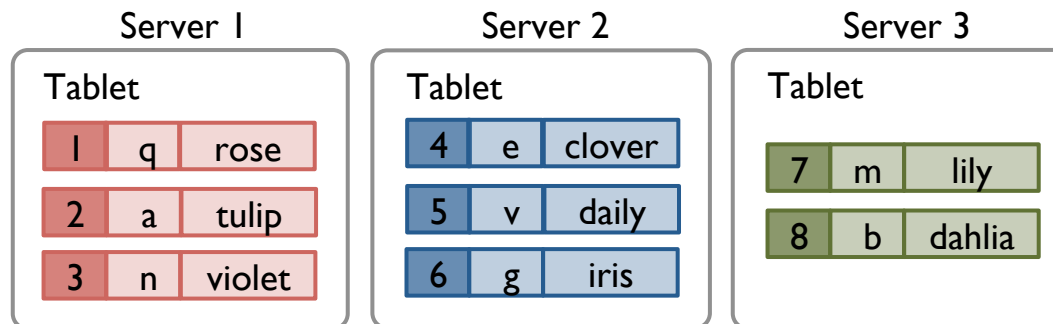 Server 1
Tablet
1 q rose
2 a tulip
3 n violet
Server 2
Tablet
4 e clover
5 v daily
6 g iris
Server 3
Tablet
7 m lily
8 b dahlia